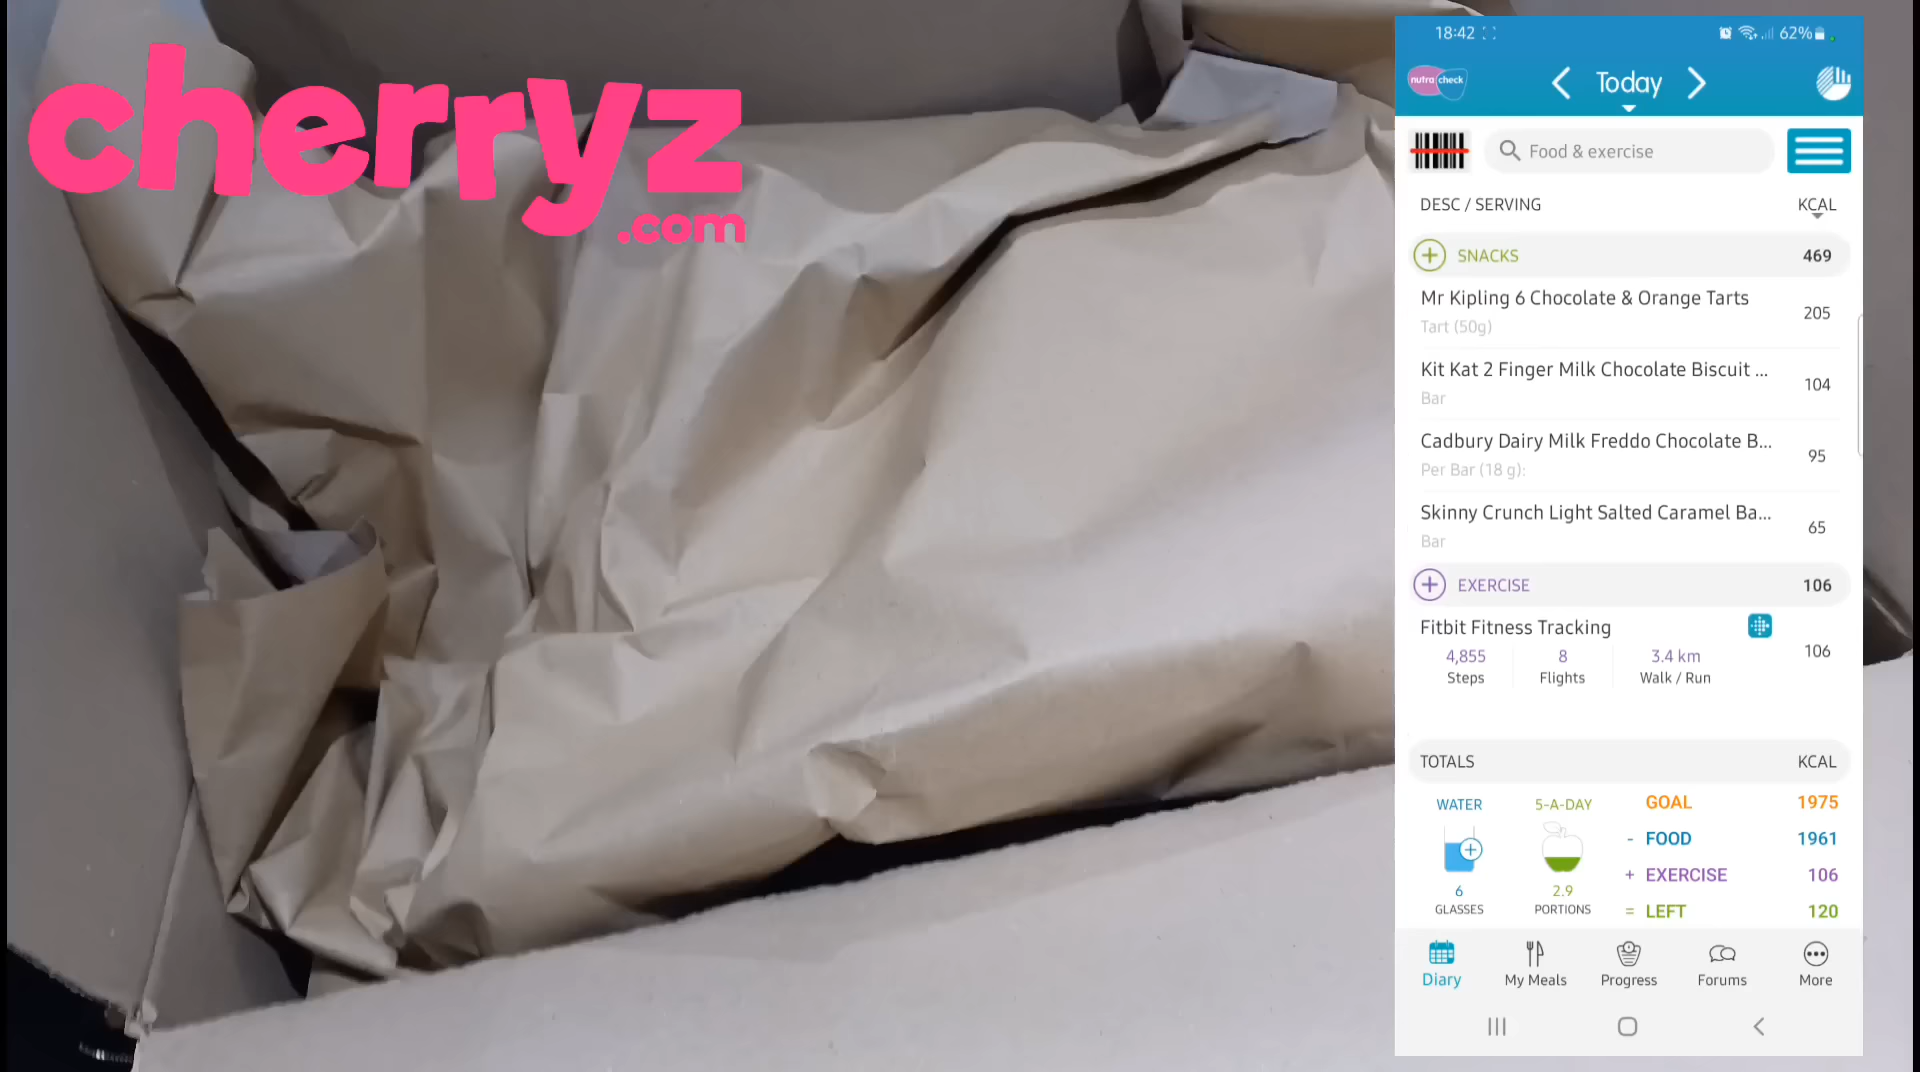 cherryz
.com
18:42
62%
nutra check
Today
Food & exercise
DESC / SERVING KCAL
SNACKS 469
Mr Kipling 6 Chocolate & Orange Tarts 205
Tart (50g)
Kit Kat 2 Finger Milk Chocolate Biscuit ... 104
Bar
Cadbury Dairy Milk Freddo Chocolate B... 95
Per Bar (18 g):
Skinny Crunch Light Salted Caramel Ba... 65
Bar
EXERCISE 106
Fitbit Fitness Tracking 106
4,855 8 3.4 km
Steps Flights Walk / Run
TOTALS KCAL
WATER 5-A-DAY
GOAL 1975
- FOOD 1961
+ EXERCISE 106
= LEFT 120
6 2.9
GLASSES PORTIONS
Diary My Meals Progress Forums More